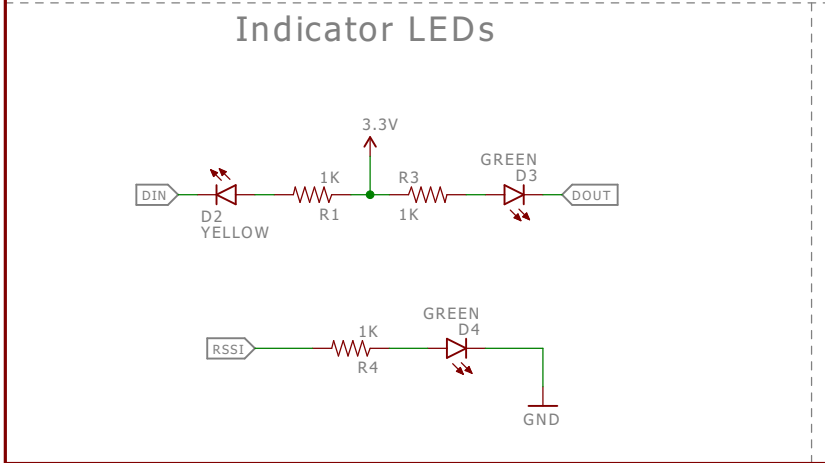 Indicator LEDs
3.3V
DIN
D2
YELLOW
1K
R1
R3
1K
GREEN
D3
DOUT
RSSI
1K
R4
GREEN
D4
GND